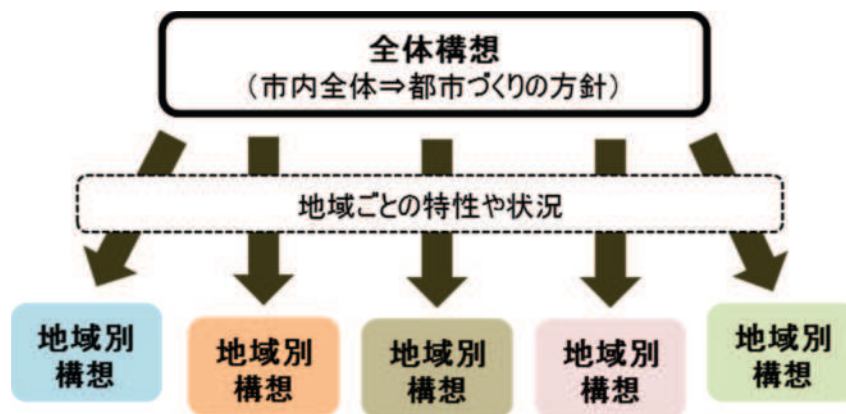 全体構想
（市内全体⇒都市づくりの方針）
地域ごとの特性や状況
地域別
構想
地域別
構想
地域別
構想
地域別
構想
地域別
構想